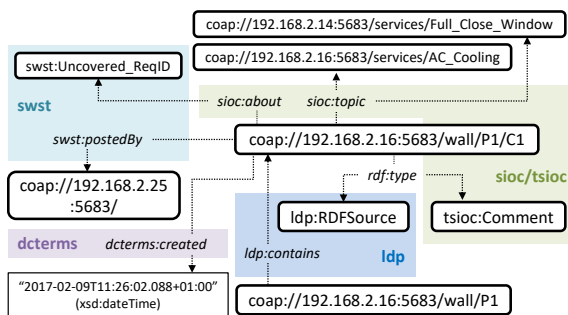 coap://192.168.2.14:5683/services/Full_Close_Window
swst:Uncovered_ReqID
coap://192.168.2.16:5683/services/AC_Cooling
swst
sioc:about
sioc:topic
swst:postedBy
coap://192.168.2.16:5683/wall/P1/C1
rdf:type
sioc/tsioc
coap://192.168.2.25
:5683/
ldp:RDFSource
tsioc:Comment
dcterms
dcterms:created
ldp:contains
ldp
“2017-02-09T11:26:02.088+01:00”
(xsd:dateTime)
coap://192.168.2.16:5683/wall/P1